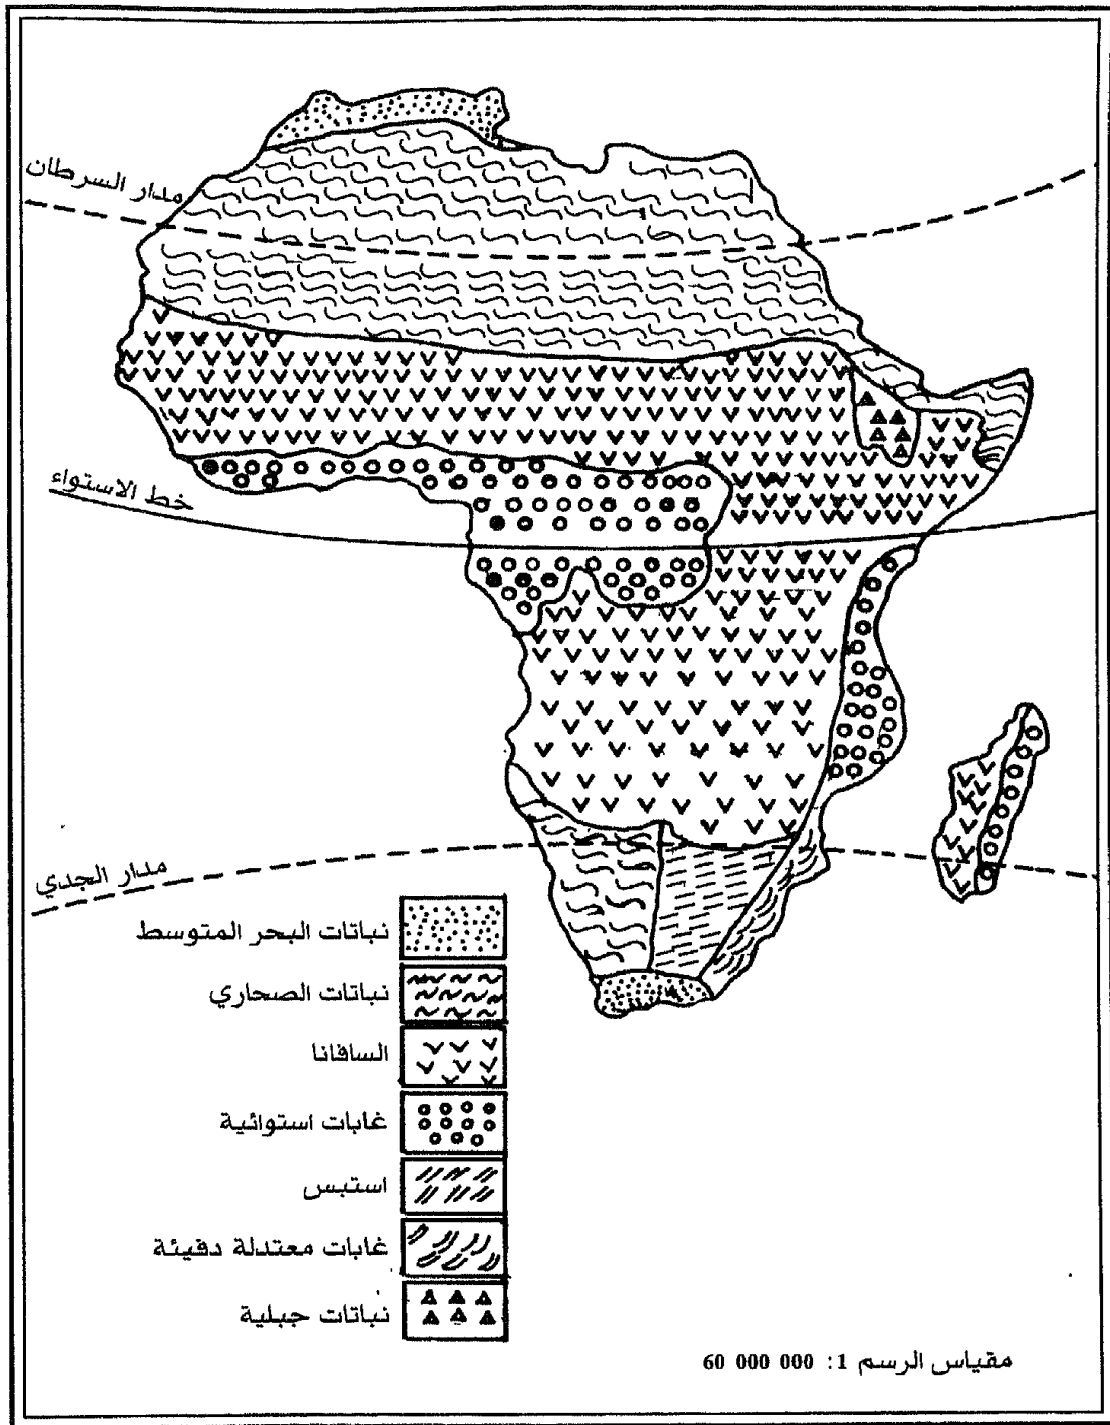 مدار السرطان
خط الاستواء
مدار الجدي
نباتات البحر المتوسط
نباتات الصحاري
السافانا
غابات استوائية
استبس
غابات معتدلة دفيئة
نباتات جبلية
مقياس الرسم 1: 000 000 60